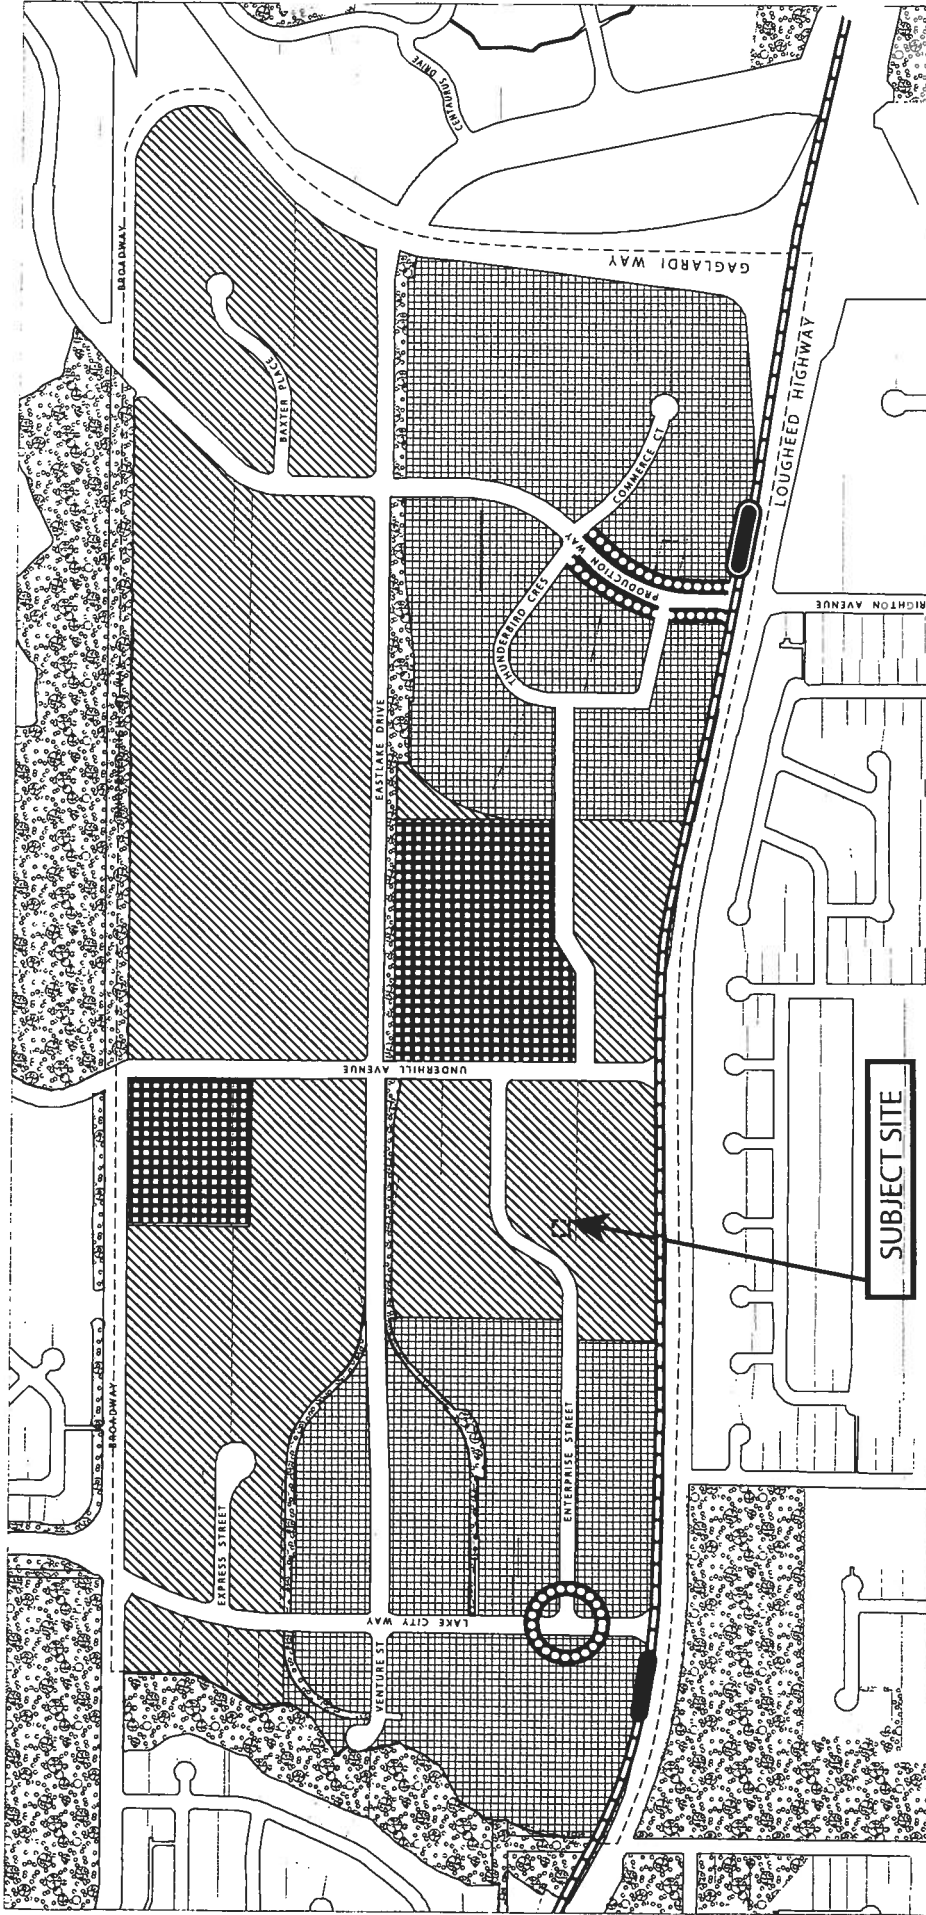 BROADWAY
CENTAURUS DRIVE
GAGLARDI WAY
BAXTER PLACE
LOUGHEED HIGHWAY
COMMERCE CT
PRODUCTION WAY
THUNDERBIRD CRES
RIGHTON AVENUE
EASTLAKE DRIVE
UNDERHILL AVENUE
SUBJECT SITE
BROADWAY
ENTERPRISE STREET
EXPRESS STREET
LAKE CITY WAY
VENTURE ST